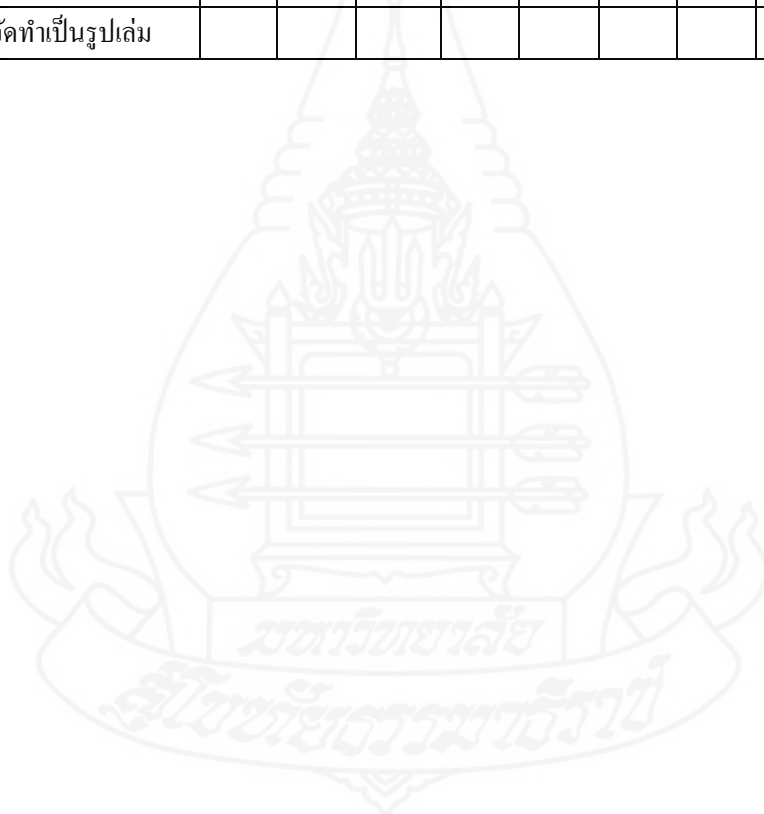 จัดทำเป็นรูปเล่ม
มหาวิทยาลัย
สุโขทัยธรรมาธิราช